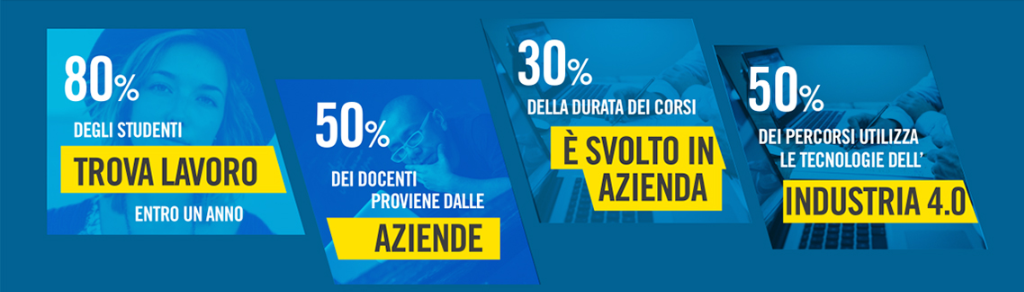 80%
DEGLI STUDENTI
TROVA LAVORO
ENTRO UN ANNO
50%
DEI DOCENTI
PROVIENE DALLE
AZIENDE
30%
DELLA DURATA DEI CORSI
È SVOLTO IN
AZIENDA
50%
DEI PERCORSI UTILIZZA
LE TECNOLOGIE DELL'
INDUSTRIA 4.0